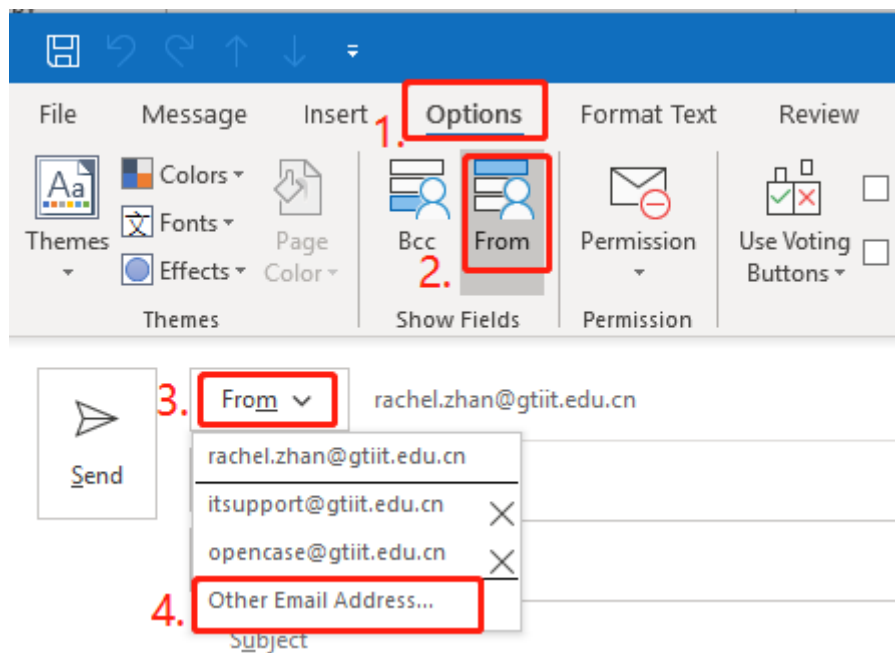 File Message Insert Options Format Text Review
1.
Aa Colors
文 Fonts
Themes Page Bcc From Permission Use Voting
Effects Color 2. Buttons
Themes Show Fields Permission
3. From rachel.zhan@gtiit.edu.cn
rachel.zhan@gtiit.edu.cn
Send
itsupport@gtiit.edu.cn
opencase@gtiit.edu.cn
4. Other Email Address...
Subject